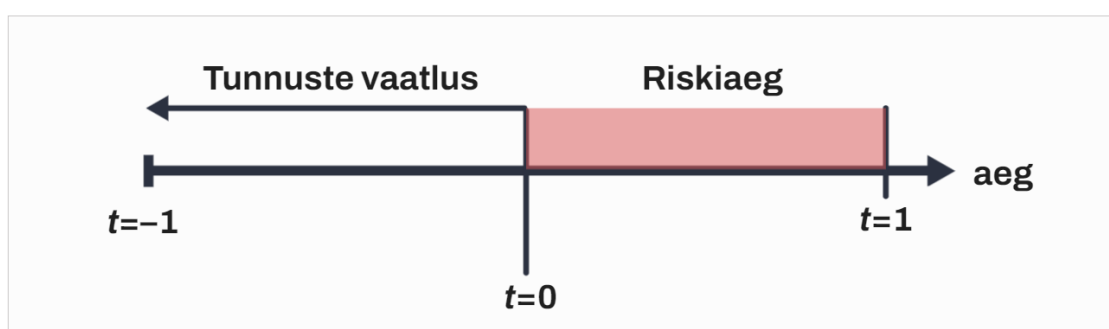 Tunnuste vaatlus
Riskiaeg
aeg
t=–1
t=1
t=0